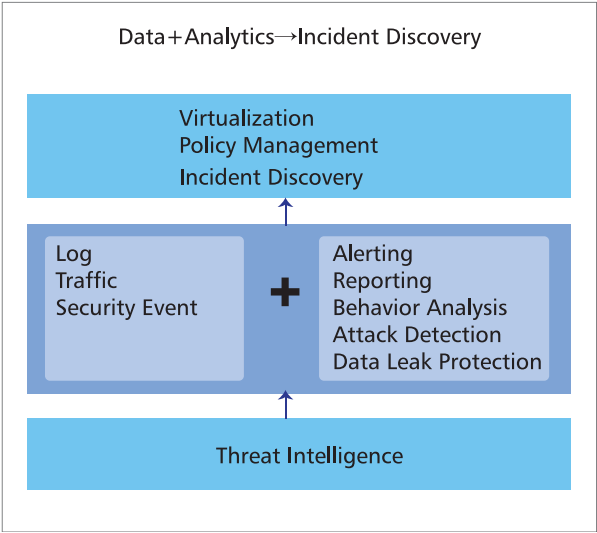 Data+Analytics→Incident Discovery
Virtualization
Policy Management
Incident Discovery
Log
Traffic
Security Event
+
Alerting
Reporting
Behavior Analysis
Attack Detection
Data Leak Protection
Threat Intelligence